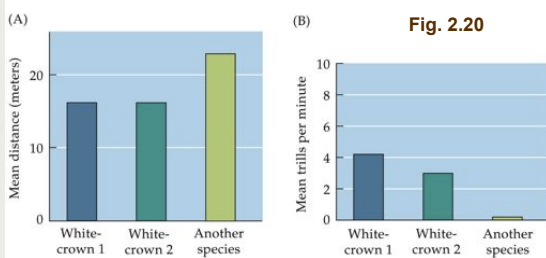 (A)
Mean distance (meters)
20
10
0
White-
crown 1
White-
crown 2
Another
species
(B)
Fig. 2.20
Mean trills per minute
10
8
6
4
2
0
White-
crown 1
White-
crown 2
Another
species